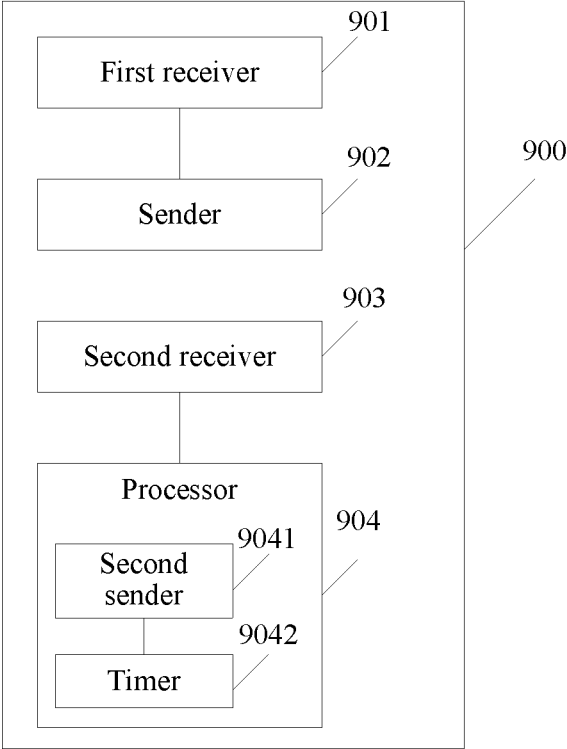 901
First receiver
902
900
Sender
903
Second receiver
Processor
904
9041
Second
sender
9042
Timer